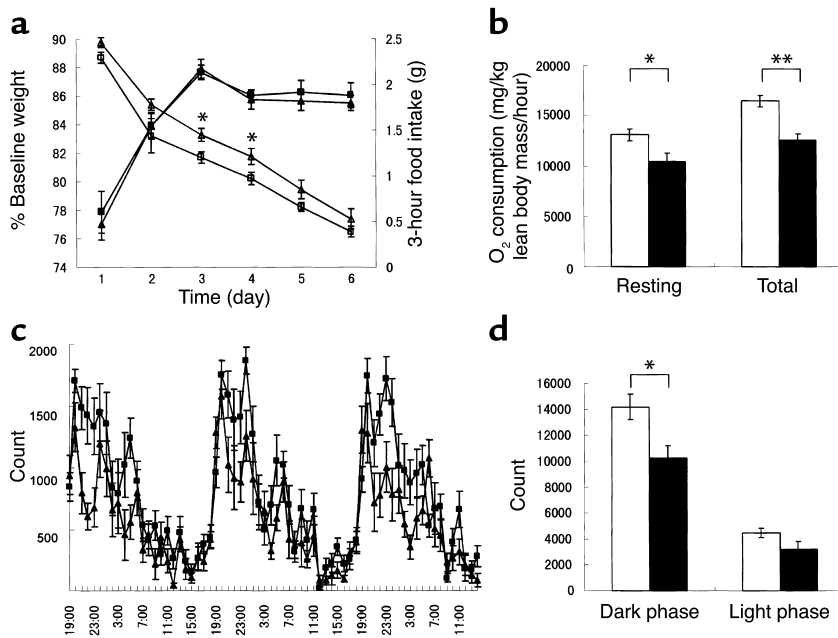 a
90
88
86
84
82
80
78
76
74
% Baseline weight
2.5
2
1.5
1
0.5
0
3-hour food intake (g)
*
*
1 2 3 4 5 6
Time (day)
b
20000
15000
10000
5000
0
O2 consumption (mg/kg
lean body mass/hour)
*
**
Resting Total
c
2000
1500
1000
500
Count
19:00 23:00 3:00 7:00 11:00 15:00 19:00 23:00 3:00 7:00 11:00 15:00 19:00 23:00 3:00 7:00 11:00
d
16000
14000
12000
10000
8000
6000
4000
2000
0
Count
*
Dark phase Light phase